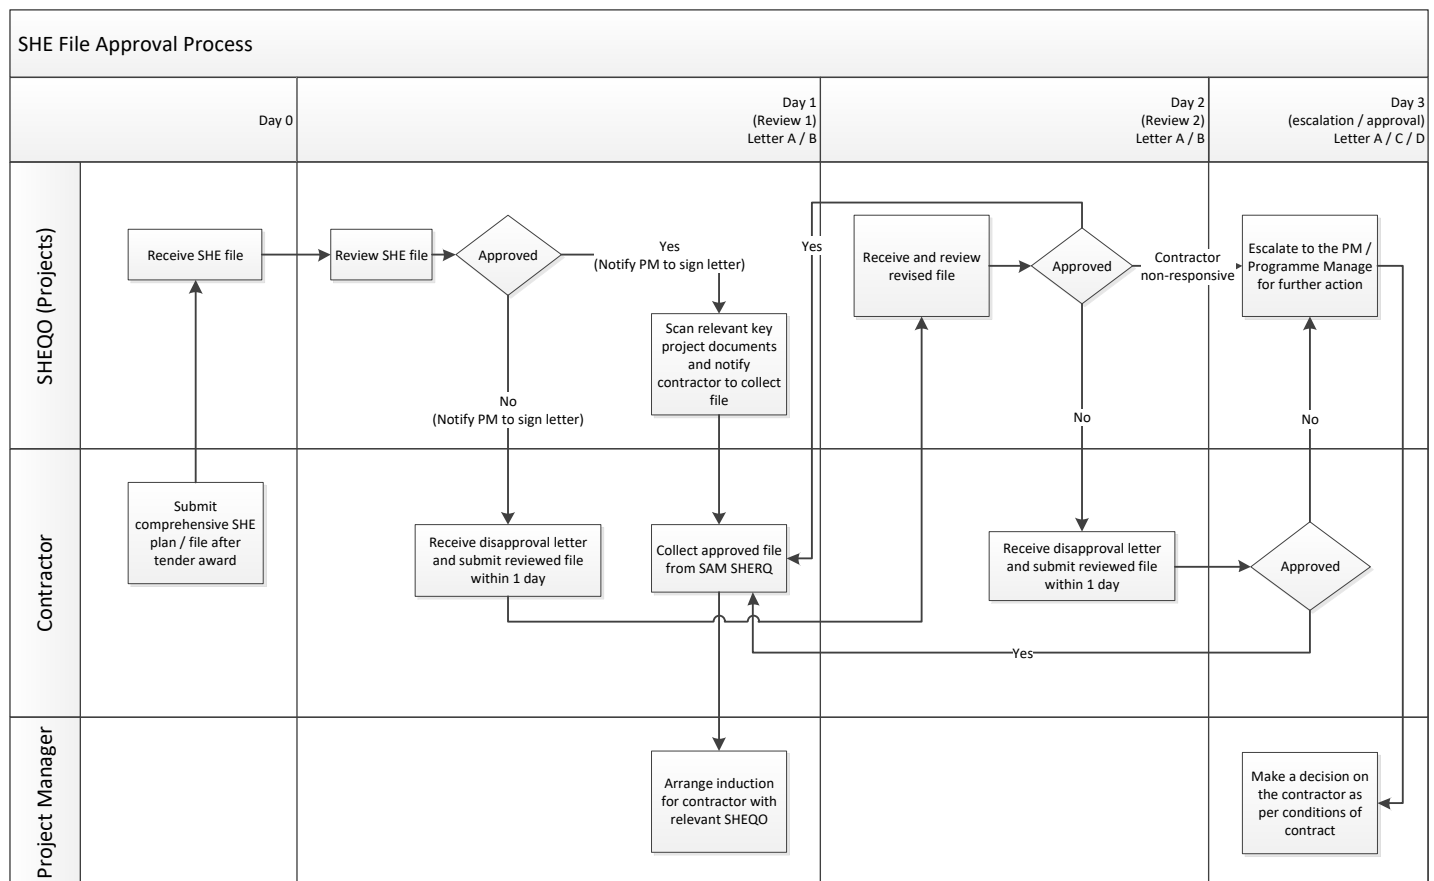 SHE File Approval Process
Day 0
Day 1
(Review 1)
Letter A / B
Day 2
(Review 2)
Letter A / B
Day 3
(escalation / approval)
Letter A / C / D
SHEQO (Projects)
Receive SHE file
Review SHE file
Approved
Yes
(Notify PM to sign letter)
Scan relevant key
project documents
and notify
contractor to collect
file
No
(Notify PM to sign letter)
Yes
Receive and review
revised file
Approved
Contractor
non-responsive
Escalate to the PM /
Programme Manage
for further action
No
No
Contractor
Submit
comprehensive SHE
plan / file after
tender award
Receive disapproval letter
and submit reviewed file
within 1 day
Collect approved file
from SAM SHERQ
Receive disapproval letter
and submit reviewed file
within 1 day
Approved
Yes
Project Manager
Arrange induction
for contractor with
relevant SHEQO
Make a decision on
the contractor as
per conditions of
contract